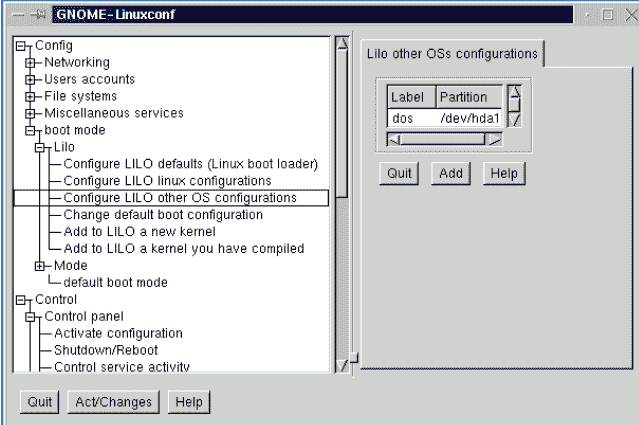 GNOME-Linuxconf
Config
Networking
Users accounts
File systems
Miscellaneous services
boot mode
Lilo
Configure LILO defaults (Linux boot loader)
Configure LILO linux configurations
Configure LILO other OS configurations
Change default boot configuration
Add to LILO a new kernel
Add to LILO a kernel you have compiled
Mode
default boot mode
Control
Control panel
Activate configuration
Shutdown/Reboot
Control service activity
Lilo other OSs configurations
Label Partition
dos /dev/hda1
Quit Add Help
Quit Act/Changes Help